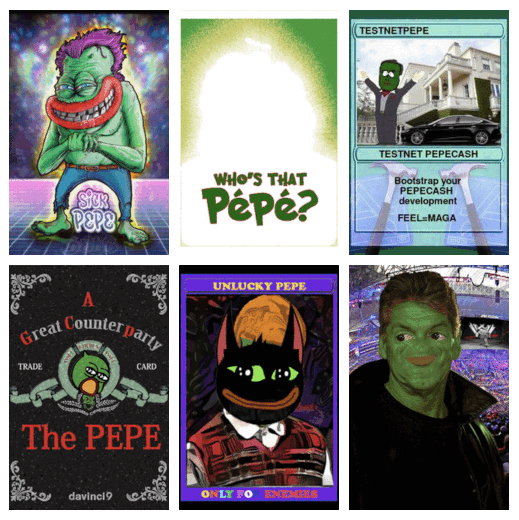 SICK
PEPE
WHO'S THAT
Pépé?
TESTNETPEPE
TESTNET PEPECASH
Bootstrap your
PEPECASH
development
FEEL=MAGA
A
Great Counterparty
TRADE
CARD
The PEPE
davinci9
UNLUCKY PEPE
ONLY FO ENEMIES